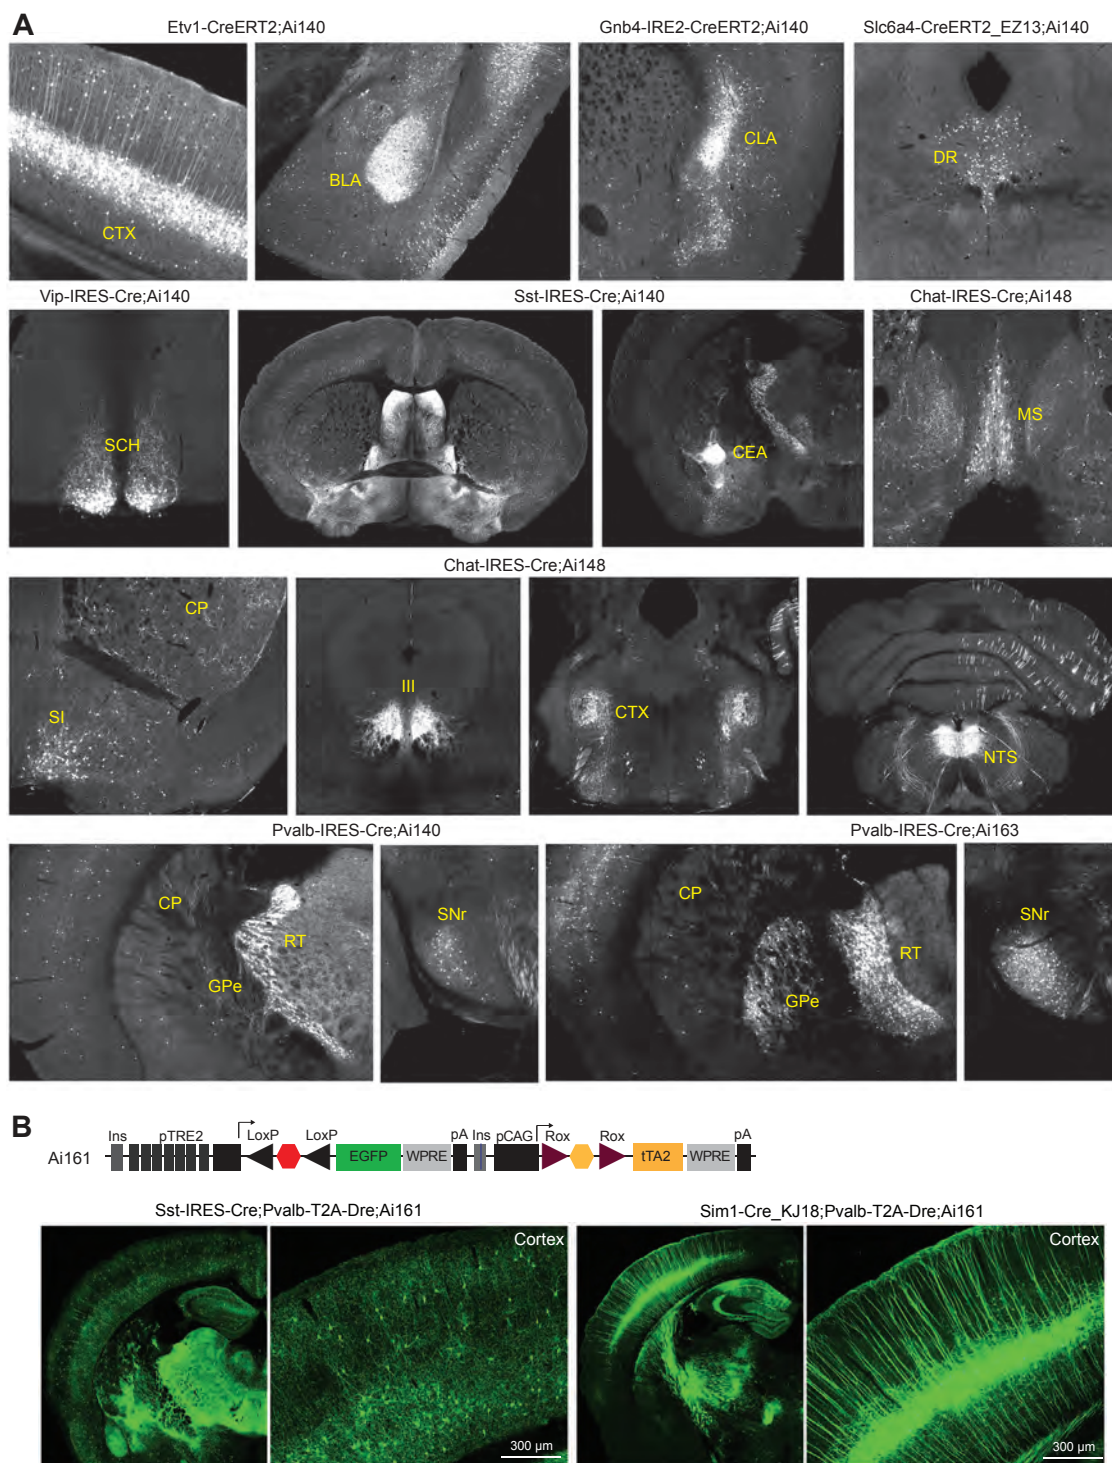 A
Etv1-CreERT2;Ai140
Gnb4-IRE2-CreERT2;Ai140
Slc6a4-CreERT2_EZ13;Ai140
CTX
BLA
CLA
DR
Vip-IRES-Cre;Ai140
Sst-IRES-Cre;Ai140
Chat-IRES-Cre;Ai148
SCH
CEA
MS
Chat-IRES-Cre;Ai148
CP
SI
III
CTX
NTS
Pvalb-IRES-Cre;Ai140
Pvalb-IRES-Cre;Ai163
CP
RT
GPe
SNr
CP
GPe
RT
SNr
B
Ai161
Ins pTRE2 LoxP LoxP pA Ins pCAG Rox Rox pA
EGFP WPRE tTA2 WPRE
Sst-IRES-Cre;Pvalb-T2A-Dre;Ai161
Sim1-Cre_KJ18;Pvalb-T2A-Dre;Ai161
Cortex
Cortex
300 µm
300 µm